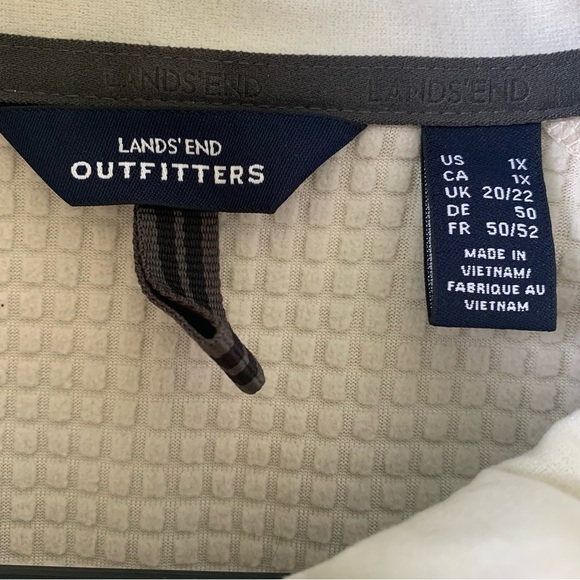 LANDS'END LANDS'END
LANDS' END
OUTFITTERS
US 1X
CA 1X
UK 20/22
DE 50
FR 50/52
MADE IN
VIETNAM/
FABRIQUE AU
VIETNAM